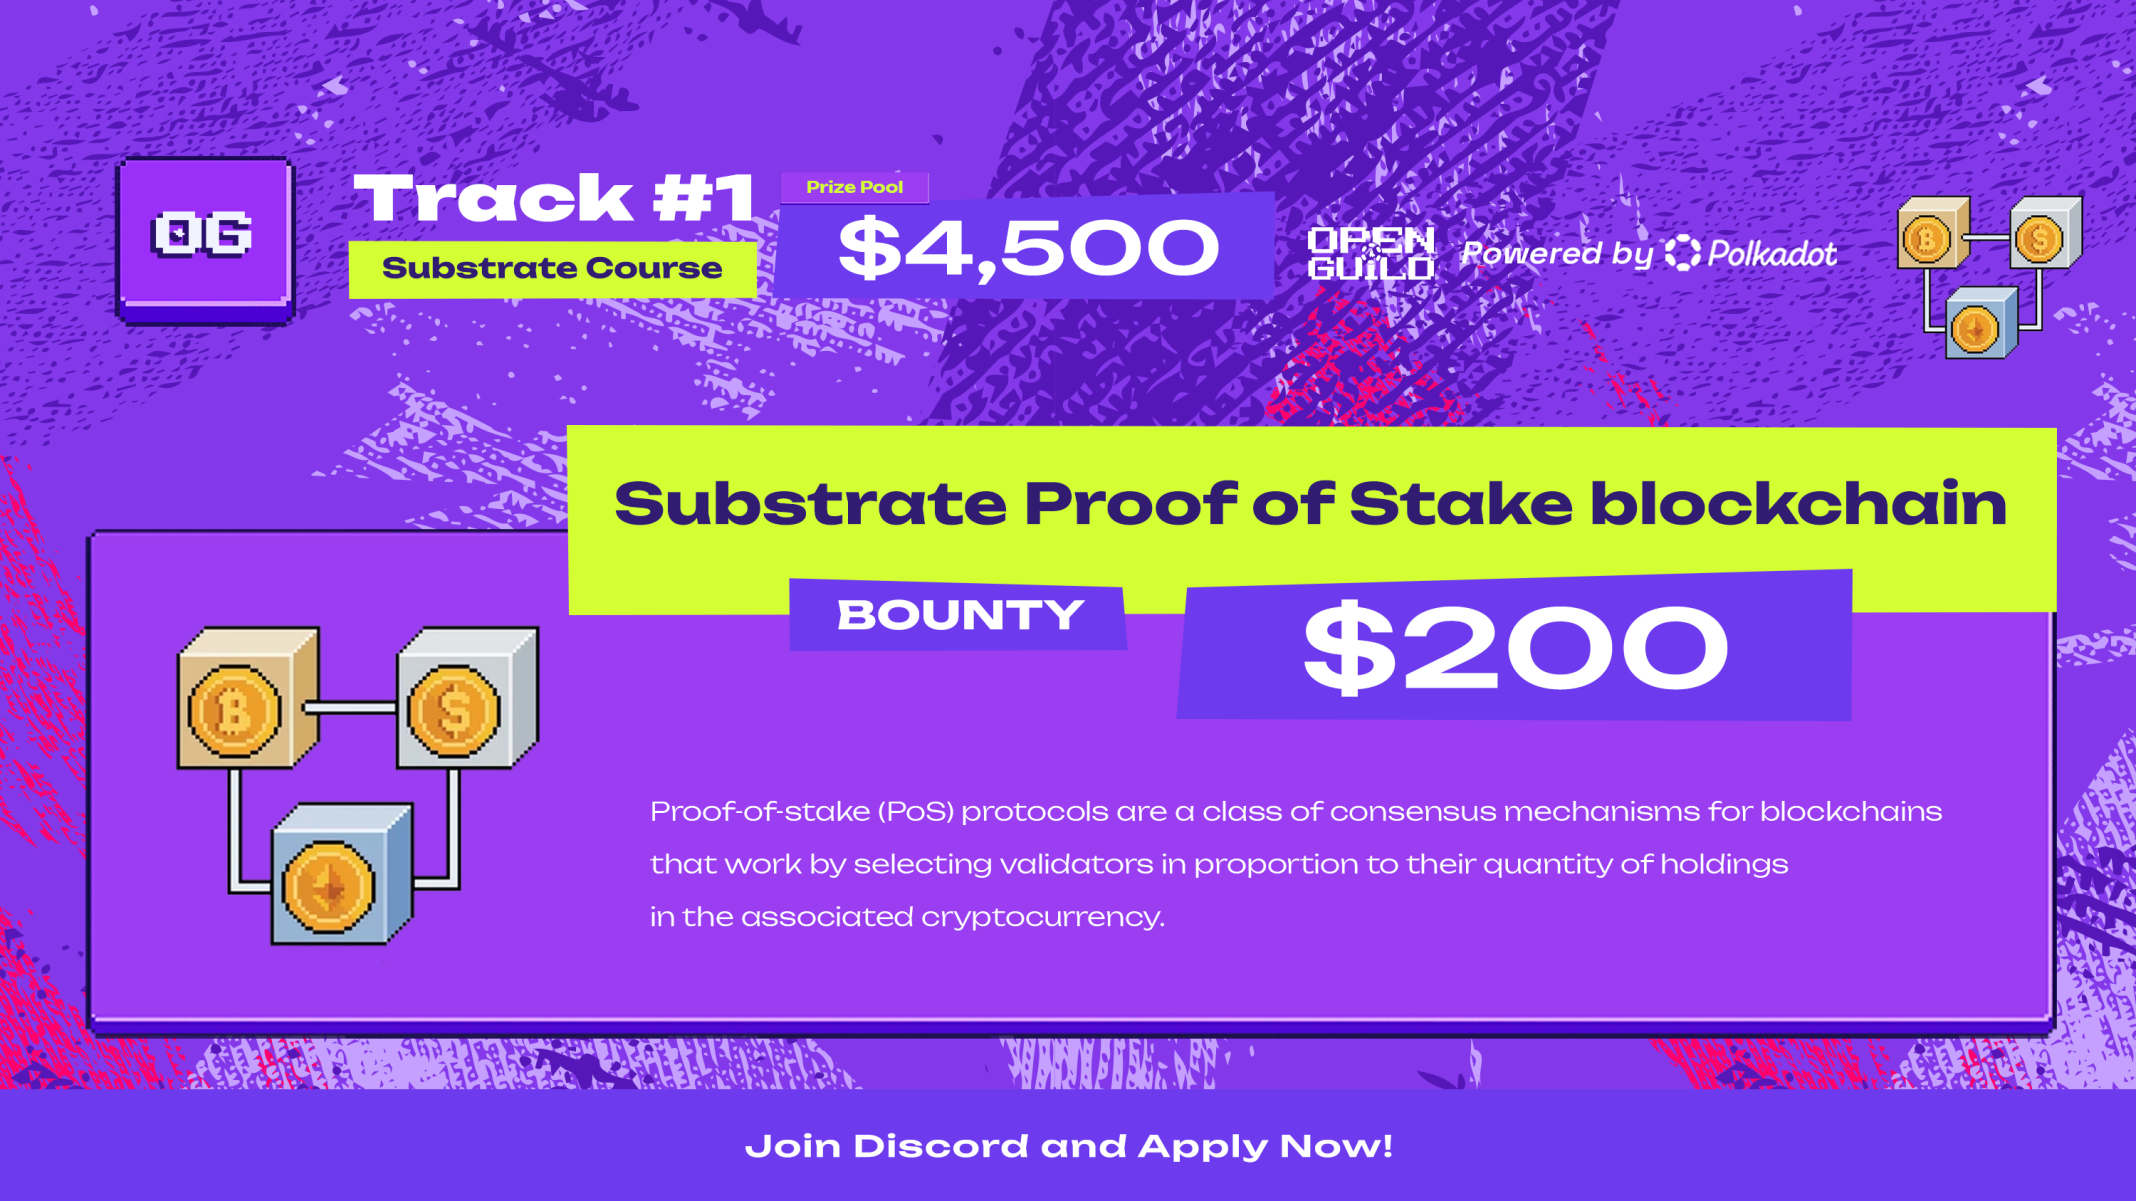 OG
Track #1
Substrate Course
Prize Pool
$4,500
OPEN
GUiLD
Powered by Polkadot
Substrate Proof of Stake blockchain
BOUNTY
$200
Proof-of-stake (PoS) protocols are a class of consensus mechanisms for blockchains
that work by selecting validators in proportion to their quantity of holdings
in the associated cryptocurrency.
Join Discord and Apply Now!